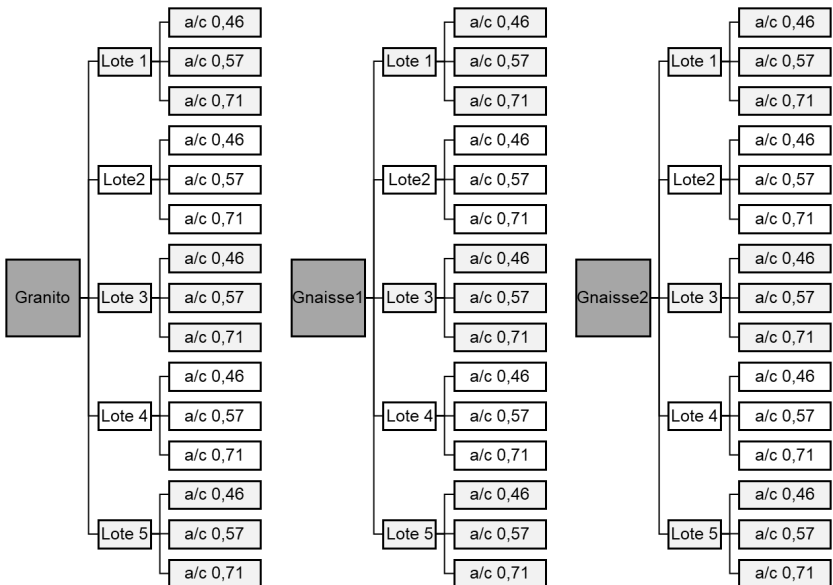 Granito
Lote 1
a/c 0,46
a/c 0,57
a/c 0,71
Lote2
a/c 0,46
a/c 0,57
a/c 0,71
Lote 3
a/c 0,46
a/c 0,57
a/c 0,71
Lote 4
a/c 0,46
a/c 0,57
a/c 0,71
Lote 5
a/c 0,46
a/c 0,57
a/c 0,71
Gnaisse1
Lote 1
a/c 0,46
a/c 0,57
a/c 0,71
Lote2
a/c 0,46
a/c 0,57
a/c 0,71
Lote 3
a/c 0,46
a/c 0,57
a/c 0,71
Lote 4
a/c 0,46
a/c 0,57
a/c 0,71
Lote 5
a/c 0,46
a/c 0,57
a/c 0,71
Gnaisse2
Lote 1
a/c 0,46
a/c 0,57
a/c 0,71
Lote2
a/c 0,46
a/c 0,57
a/c 0,71
Lote 3
a/c 0,46
a/c 0,57
a/c 0,71
Lote 4
a/c 0,46
a/c 0,57
a/c 0,71
Lote 5
a/c 0,46
a/c 0,57
a/c 0,71